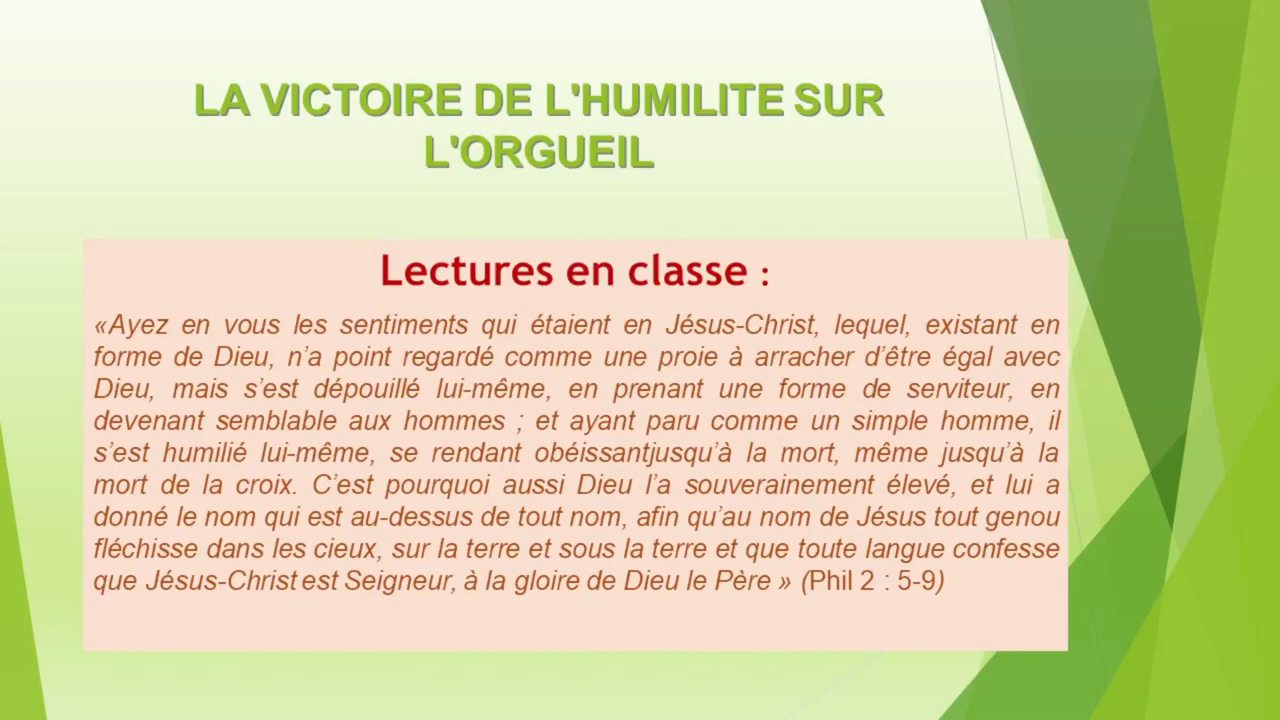 LA VICTOIRE DE L'HUMILITE SUR
L'ORGUEIL
Lectures en classe :
«Ayez en vous les sentiments qui étaient en Jésus-Christ, lequel, existant en
forme de Dieu, n’a point regardé comme une proie à arracher d’être égal avec
Dieu, mais s’est dépouillé lui-même, en prenant une forme de serviteur, en
devenant semblable aux hommes ; et ayant paru comme un simple homme, il
s’est humilié lui-même, se rendant obéissantjusqu’à la mort, même jusqu’à la
mort de la croix. C’est pourquoi aussi Dieu l’a souverainement élevé, et lui a
donné le nom qui est au-dessus de tout nom, afin qu’au nom de Jésus tout genou
fléchisse dans les cieux, sur la terre et sous la terre et que toute langue confesse
que Jésus-Christ est Seigneur, à la gloire de Dieu le Père » (Phil 2 : 5-9)